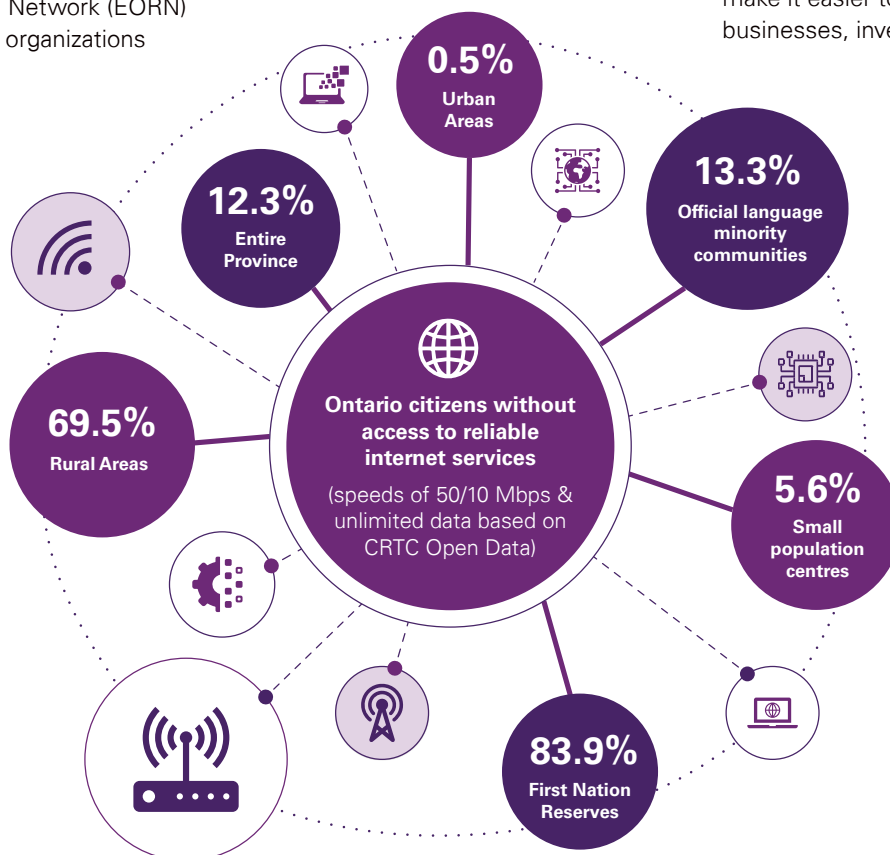 Network (EORN)
organizations
make it easier to
businesses, inve
0.5%
Urban
Areas
12.3%
Entire
Province
13.3%
Official language
minority
communities
69.5%
Rural Areas
Ontario citizens without
access to reliable
internet services
(speeds of 50/10 Mbps &
unlimited data based on
CRTC Open Data)
5.6%
Small
population
centres
83.9%
First Nation
Reserves